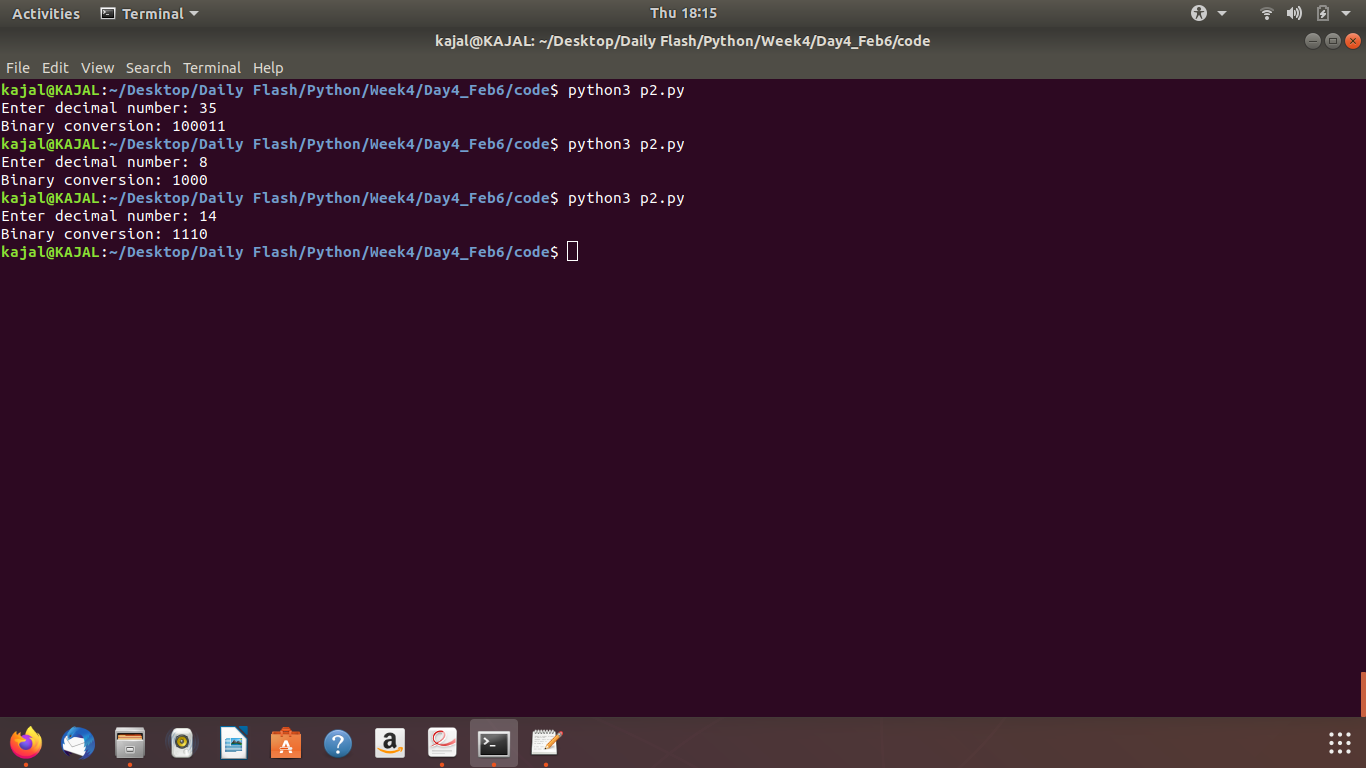 Activities Terminal Thu 18:15
kajal@KAJAL: ~/Desktop/Daily Flash/Python/Week4/Day4_Feb6/code
File Edit View Search Terminal Help
kajal@KAJAL:~/Desktop/Daily Flash/Python/Week4/Day4_Feb6/code$ python3 p2.py
Enter decimal number: 35
Binary conversion: 100011
kajal@KAJAL:~/Desktop/Daily Flash/Python/Week4/Day4_Feb6/code$ python3 p2.py
Enter decimal number: 8
Binary conversion: 1000
kajal@KAJAL:~/Desktop/Daily Flash/Python/Week4/Day4_Feb6/code$ python3 p2.py
Enter decimal number: 14
Binary conversion: 1110
kajal@KAJAL:~/Desktop/Daily Flash/Python/Week4/Day4_Feb6/code$